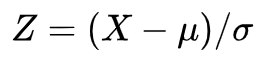 Z = (X − μ)/σ